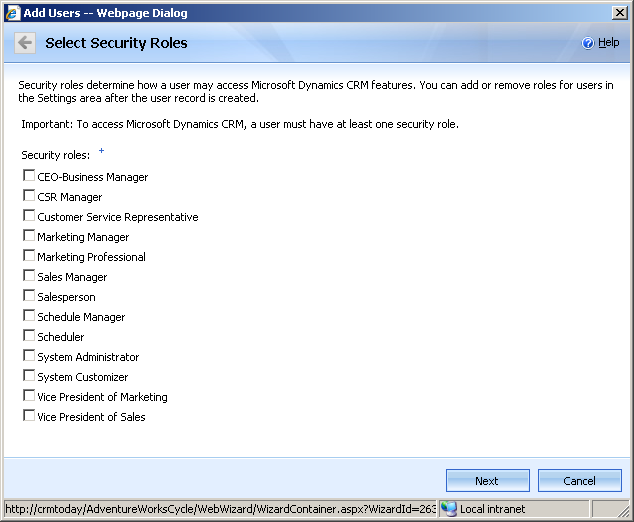 Add Users -- Webpage Dialog
Select Security Roles
Help
Security roles determine how a user may access Microsoft Dynamics CRM features. You can add or remove roles for users in
the Settings area after the user record is created.
Important: To access Microsoft Dynamics CRM, a user must have at least one security role.
Security roles: +
CEO-Business Manager
CSR Manager
Customer Service Representative
Marketing Manager
Marketing Professional
Sales Manager
Salesperson
Schedule Manager
Scheduler
System Administrator
System Customizer
Vice President of Marketing
Vice President of Sales
Next Cancel
http://crmtoday/AdventureWorksCycle/WebWizard/WizardContainer.aspx?WizardId=263 Local intranet